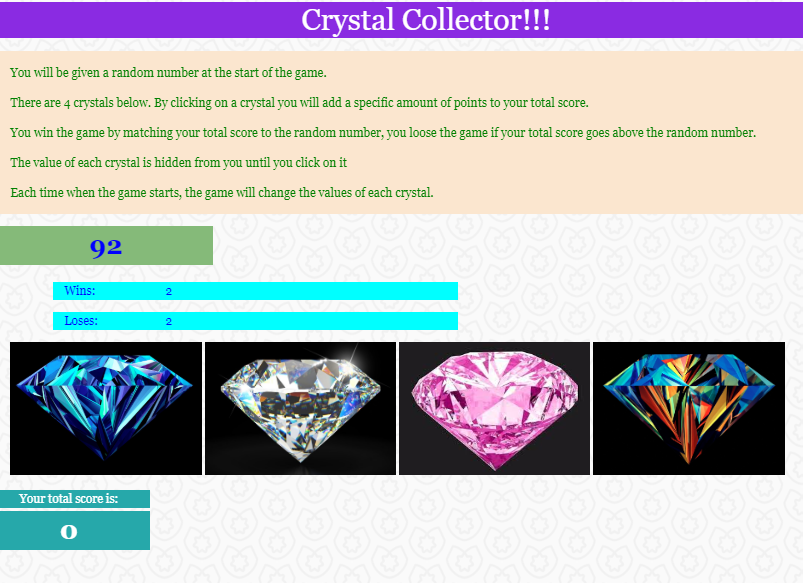 Crystal Collector!!!
You will be given a random number at the start of the game.
There are 4 crystals below. By clicking on a crystal you will add a specific amount of points to your total score.
You win the game by matching your total score to the random number, you loose the game if your total score goes above the random number.
The value of each crystal is hidden from you until you click on it
Each time when the game starts, the game will change the values of each crystal.
92
Wins: 2
Loses: 2
Your total score is:
0